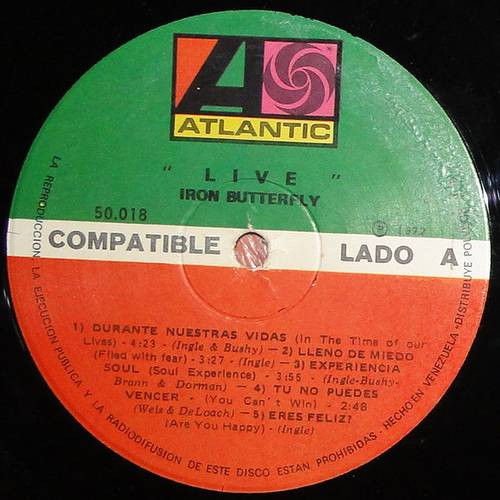 ATLANTIC
" LIVE "
IRON BUTTERFLY
50.018
℗ 1972
COMPATIBLE
LADO A
1) DURANTE NUESTRAS VIDAS (In The Time of our
Lives) - 4:23 - (Ingle & Bushy) — 2) LLENO DE MIEDO
(Filed with fear) - 3:27 - (Ingle) — 3) EXPERIENCIA
SOUL (Soul Experience) - 3:55 - (Ingle-Bushy-
Brann & Dorman) — 4) TU NO PUEDES
VENCER - (You Can't Win) - 2:48
(Weis & DeLoach) — 5) ERES FELIZ?
(Are You Happy) - (Ingle)
LA REPRODUCCION, LA EJECUCION PUBLICA Y LA RADIODIFUSION DE ESTE DISCO ESTAN PROHIBIDAS - HECHO EN VENEZUELA - DISTRIBUYE